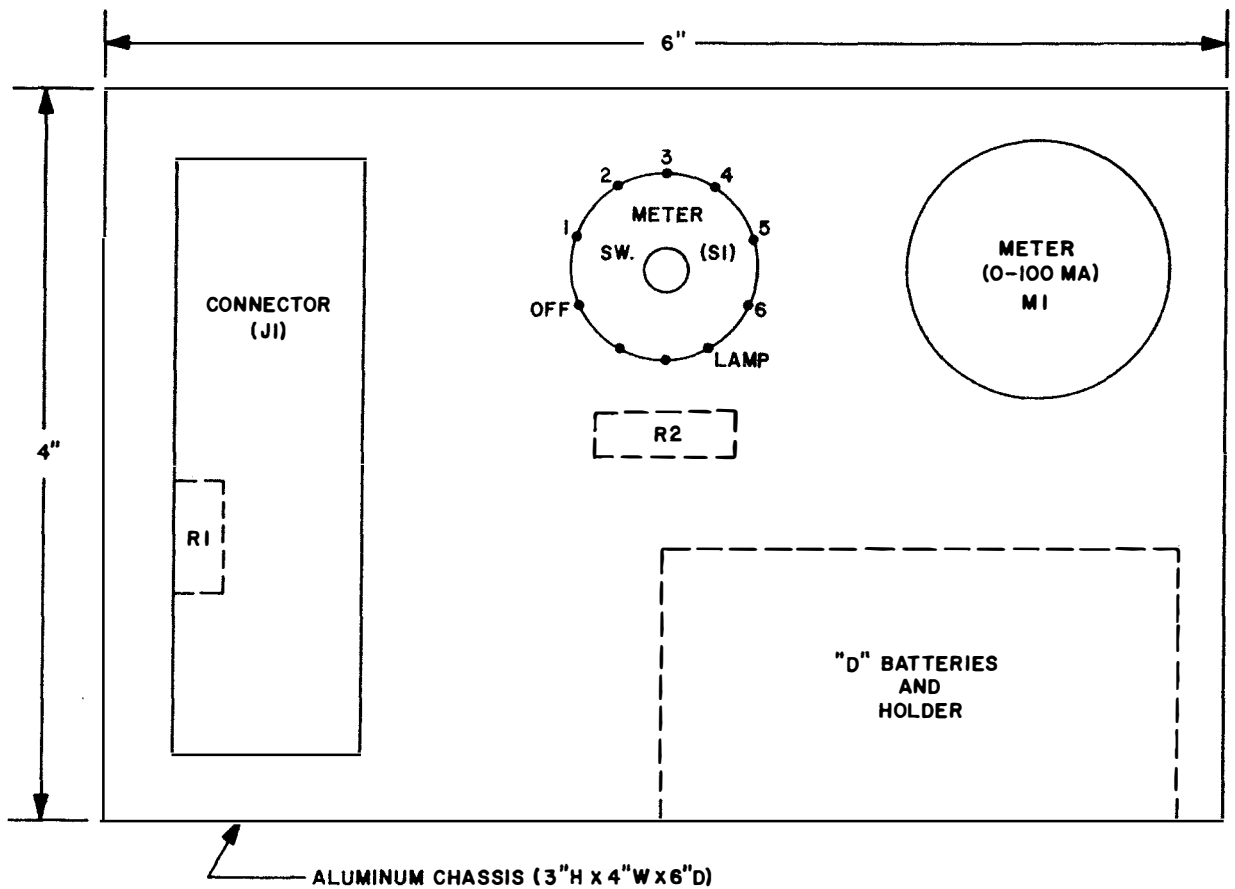 6"
3
2
4
1
METER
5
SW.
(S1)
METER
(0-100 MA)
M1
CONNECTOR
(J1)
OFF
6
LAMP
4"
R2
R1
"D" BATTERIES
AND
HOLDER
ALUMINUM CHASSIS (3"H X 4"W X 6"D)